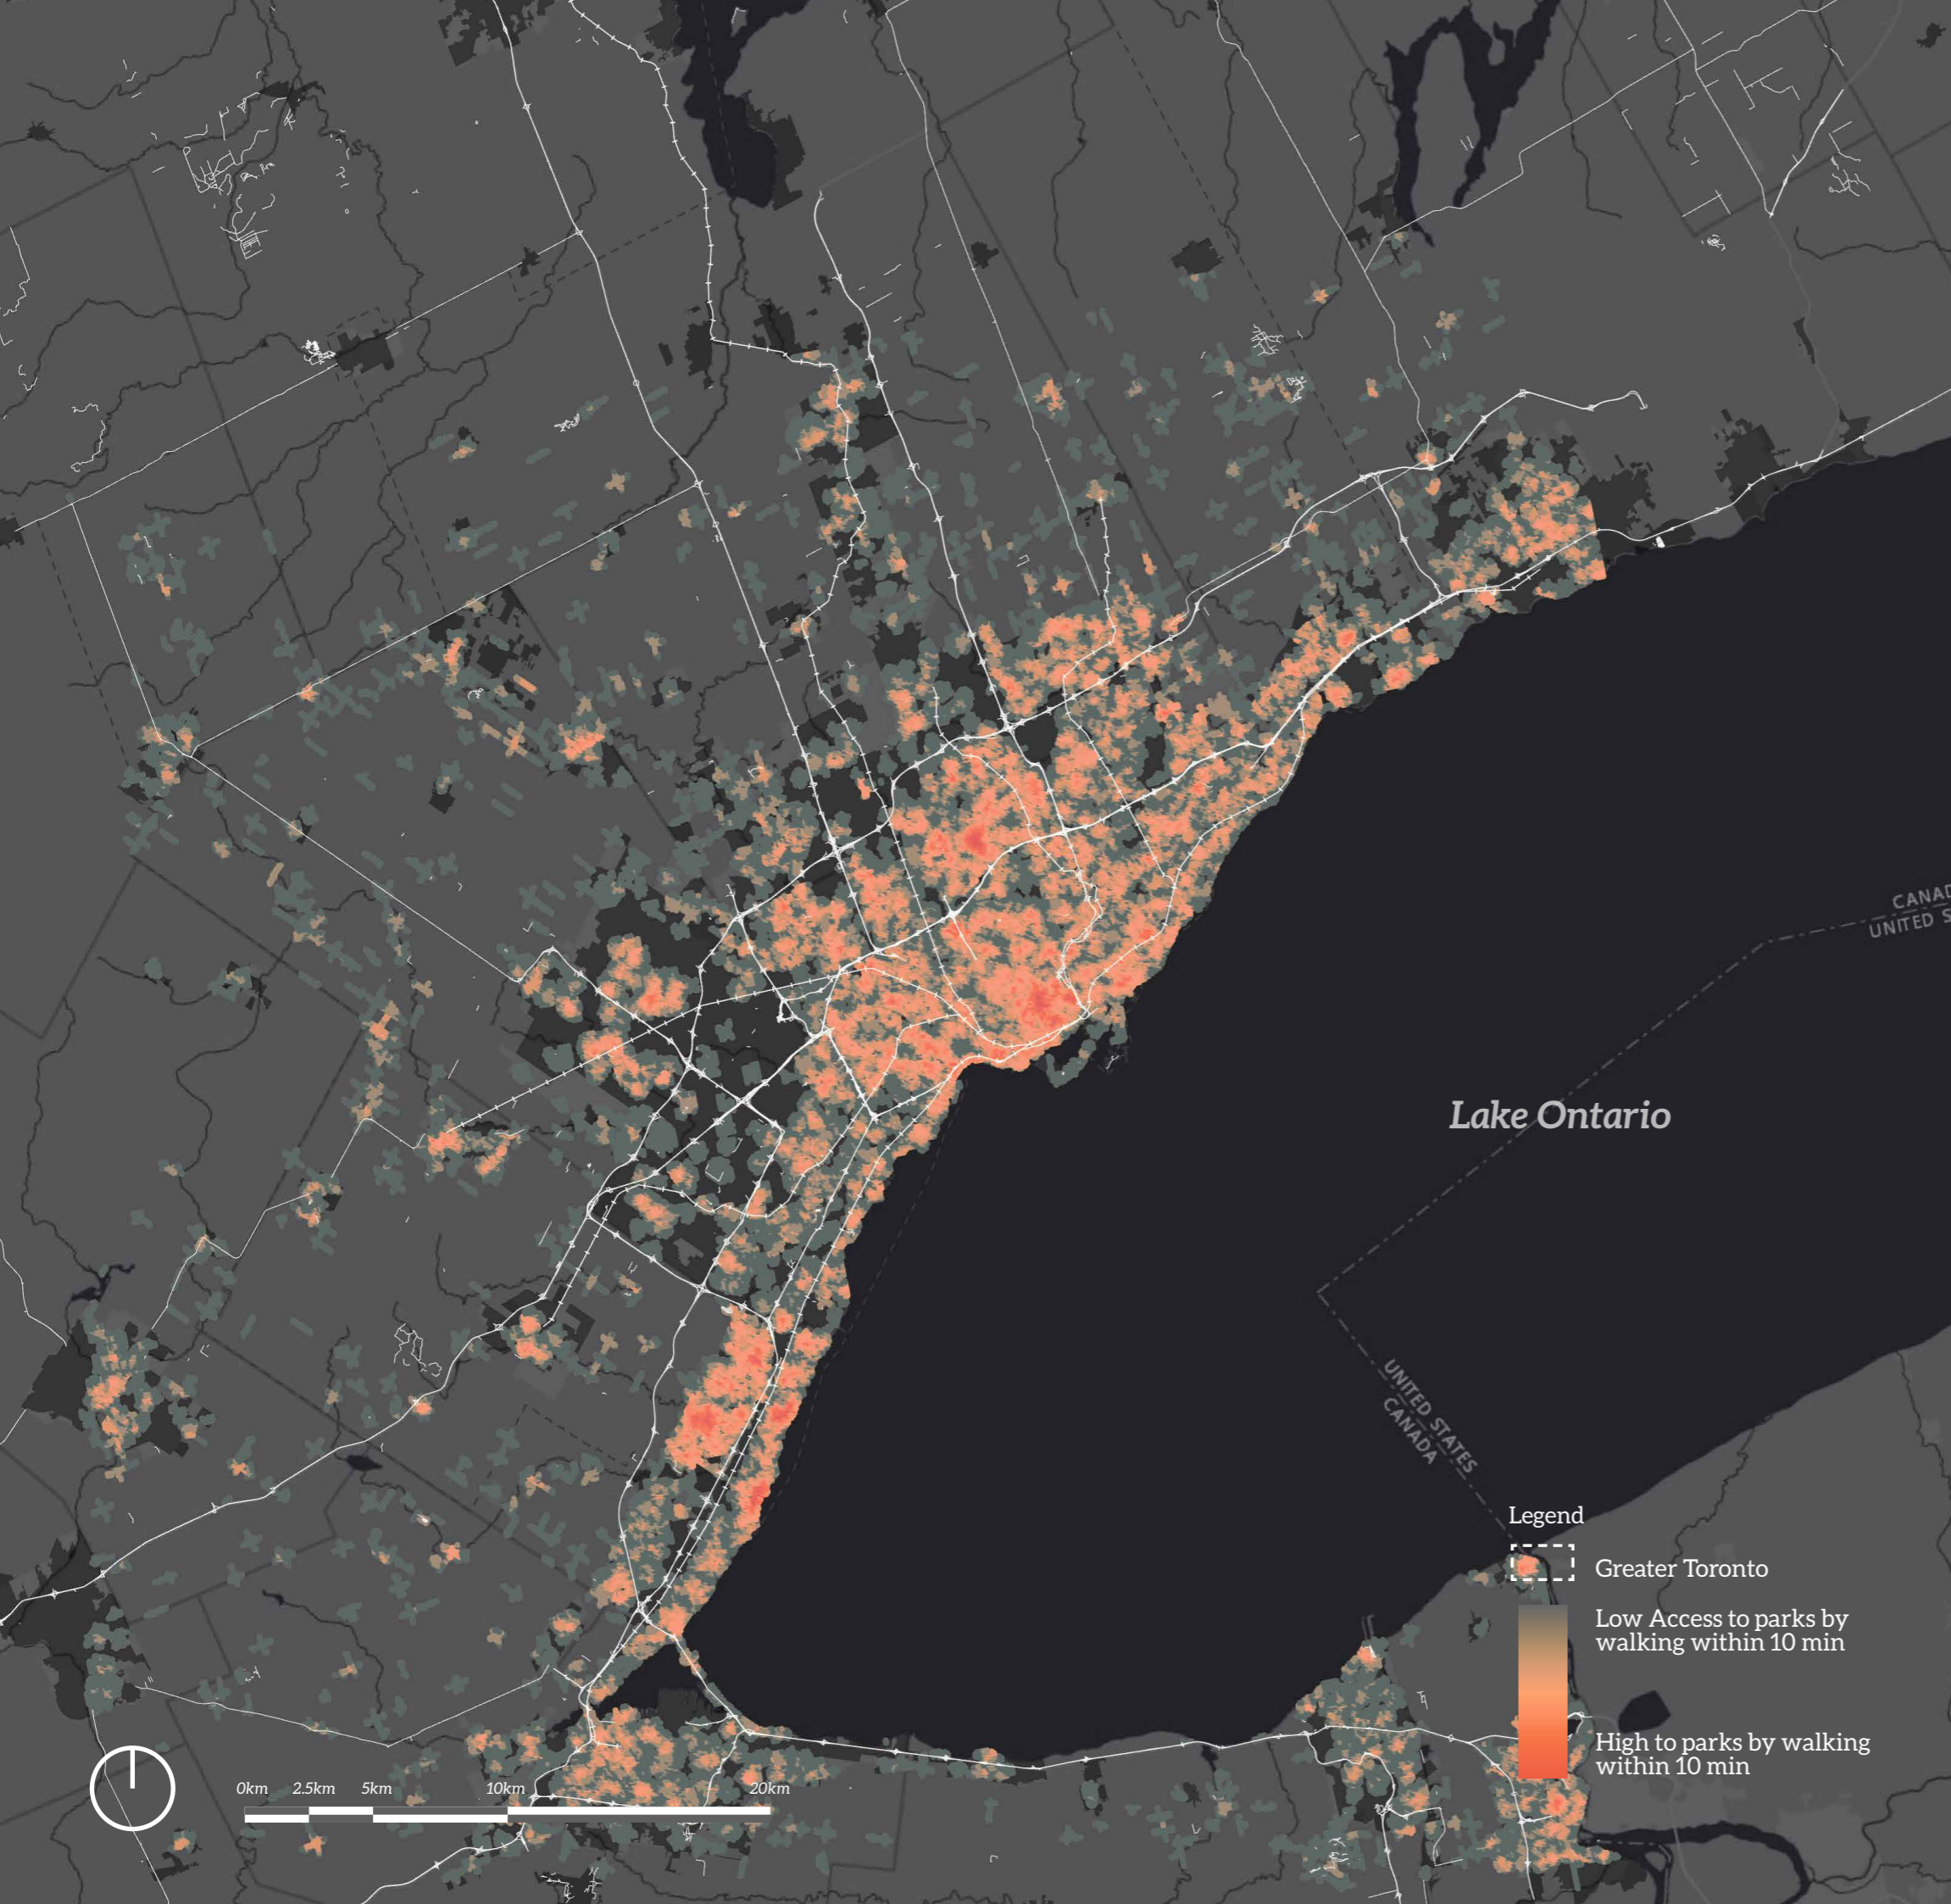 CANAD
UNITED S
Lake Ontario
UNITED STATES
CANADA
Legend
Greater Toronto
Low Access to parks by
walking within 10 min
High to parks by walking
within 10 min
0km 2.5km 5km 10km 20km